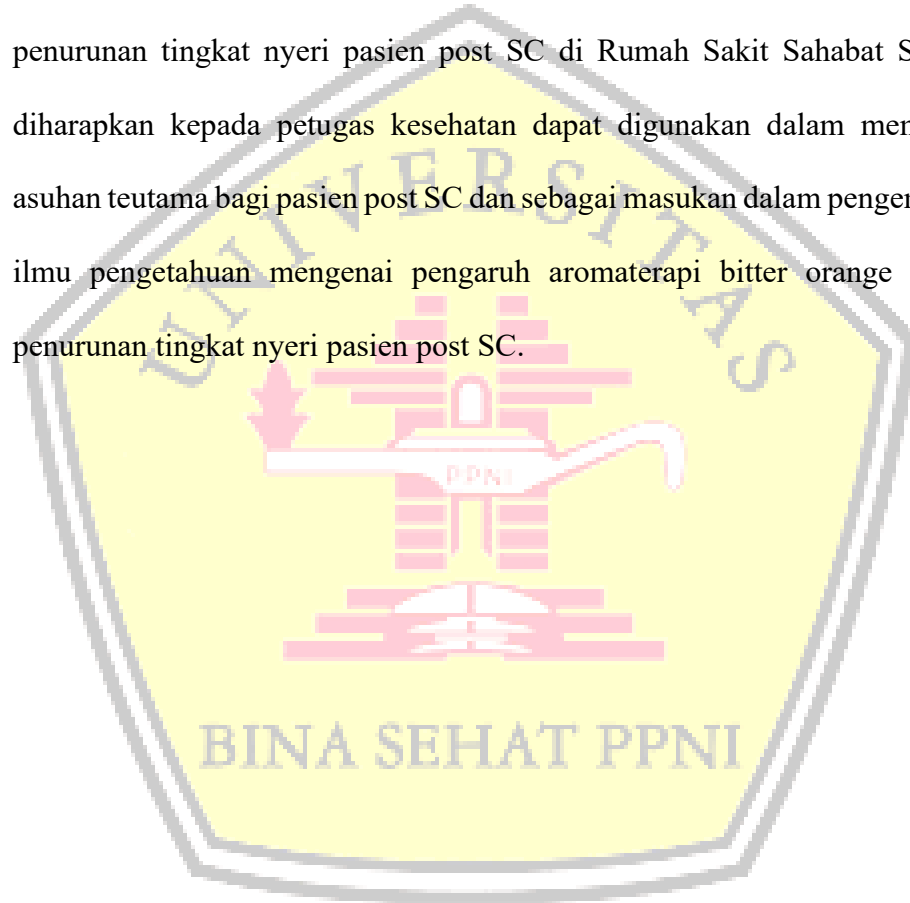 penurunan tingkat nyeri pasien post SC di Rumah Sakit Sahabat
diharapkan kepada petugas kesehatan dapat digunakan dalam
asuhan teutama bagi pasien post SC dan sebagai masukan dalam
ilmu pengetahuan mengenai pengaruh aromaterapi bitter orange
penurunan tingkat nyeri pasien post SC.
UNIVERSITAS
PPNI
BINA SEHAT PPNI